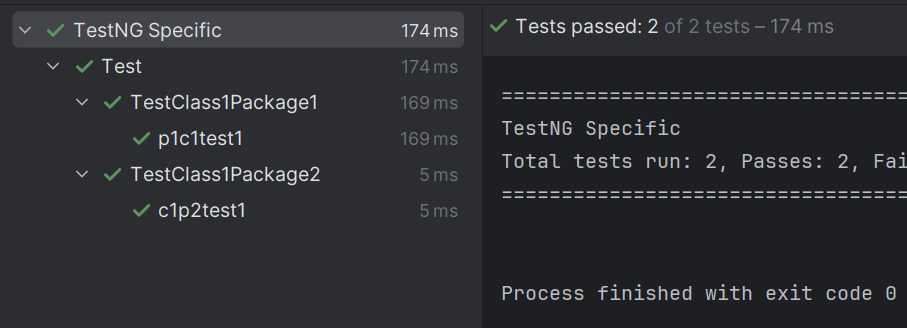 TestNG Specific 174 ms
Test 174 ms
TestClass1Package1 169 ms
p1c1test1 169 ms
TestClass1Package2 5 ms
c1p2test1 5 ms
Tests passed: 2 of 2 tests – 174 ms
==================================
TestNG Specific
Total tests run: 2, Passes: 2, Fai
==================================
Process finished with exit code 0